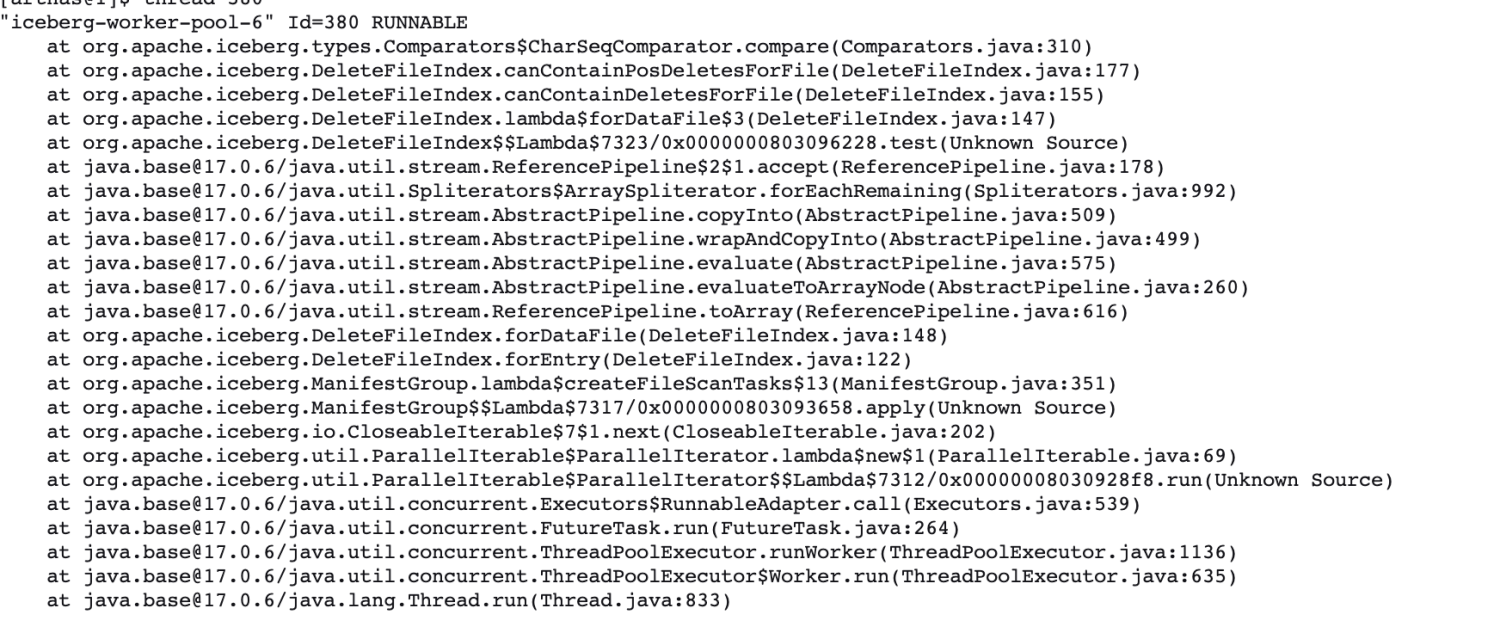 [arthas@1]$ thread 380
"iceberg-worker-pool-6" Id=380 RUNNABLE
at org.apache.iceberg.types.Comparators$CharSeqComparator.compare(Comparators.java:310)
at org.apache.iceberg.DeleteFileIndex.canContainPosDeletesForFile(DeleteFileIndex.java:177)
at org.apache.iceberg.DeleteFileIndex.canContainDeletesForFile(DeleteFileIndex.java:155)
at org.apache.iceberg.DeleteFileIndex.lambda$forDataFile$3(DeleteFileIndex.java:147)
at org.apache.iceberg.DeleteFileIndex$$Lambda$7323/0x0000000803096228.test(Unknown Source)
at java.base@17.0.6/java.util.stream.ReferencePipeline$2$1.accept(ReferencePipeline.java:178)
at java.base@17.0.6/java.util.Spliterators$ArraySpliterator.forEachRemaining(Spliterators.java:992)
at java.base@17.0.6/java.util.stream.AbstractPipeline.copyInto(AbstractPipeline.java:509)
at java.base@17.0.6/java.util.stream.AbstractPipeline.wrapAndCopyInto(AbstractPipeline.java:499)
at java.base@17.0.6/java.util.stream.AbstractPipeline.evaluate(AbstractPipeline.java:575)
at java.base@17.0.6/java.util.stream.AbstractPipeline.evaluateToArrayNode(AbstractPipeline.java:260)
at java.base@17.0.6/java.util.stream.ReferencePipeline.toArray(ReferencePipeline.java:616)
at org.apache.iceberg.DeleteFileIndex.forDataFile(DeleteFileIndex.java:148)
at org.apache.iceberg.DeleteFileIndex.forEntry(DeleteFileIndex.java:122)
at org.apache.iceberg.ManifestGroup.lambda$createFileScanTasks$13(ManifestGroup.java:351)
at org.apache.iceberg.ManifestGroup$$Lambda$7317/0x0000000803093658.apply(Unknown Source)
at org.apache.iceberg.io.CloseableIterable$7$1.next(CloseableIterable.java:202)
at org.apache.iceberg.util.ParallelIterable$ParallelIterator.lambda$new$1(ParallelIterable.java:69)
at org.apache.iceberg.util.ParallelIterable$ParallelIterator$$Lambda$7312/0x00000008030928f8.run(Unknown Source)
at java.base@17.0.6/java.util.concurrent.Executors$RunnableAdapter.call(Executors.java:539)
at java.base@17.0.6/java.util.concurrent.FutureTask.run(FutureTask.java:264)
at java.base@17.0.6/java.util.concurrent.ThreadPoolExecutor.runWorker(ThreadPoolExecutor.java:1136)
at java.base@17.0.6/java.util.concurrent.ThreadPoolExecutor$Worker.run(ThreadPoolExecutor.java:635)
at java.base@17.0.6/java.lang.Thread.run(Thread.java:833)